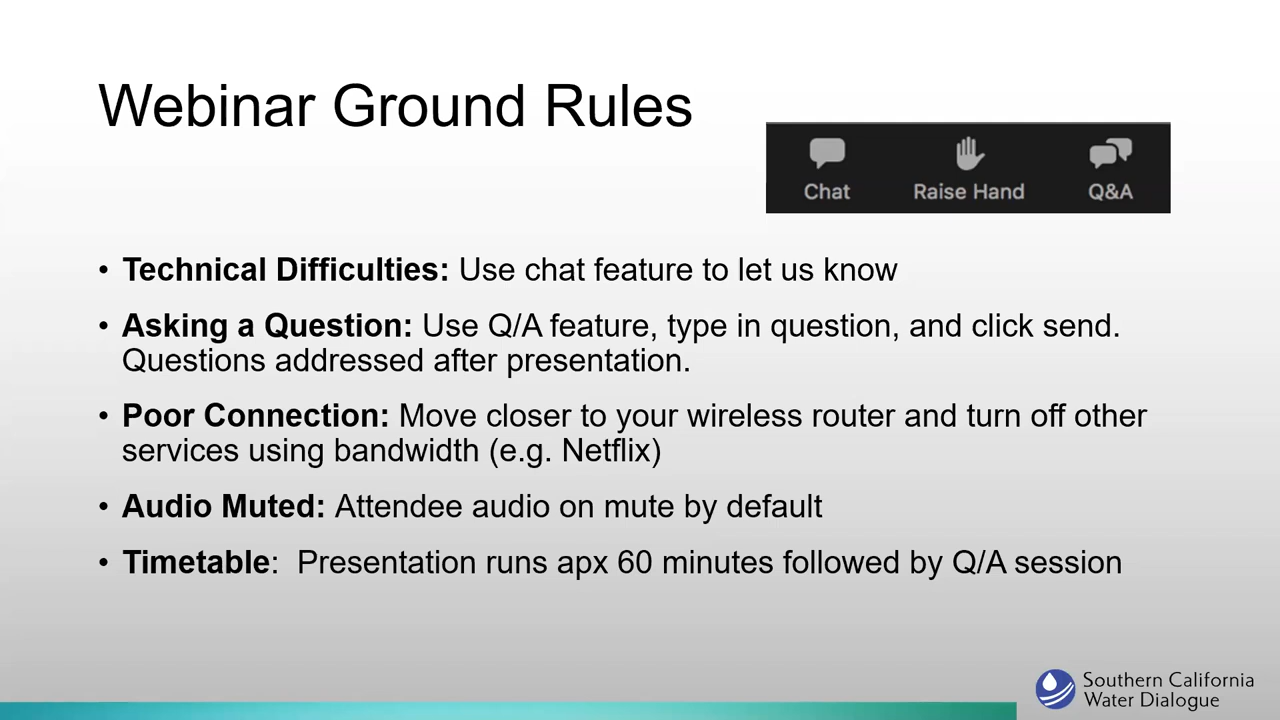 Webinar Ground Rules
Chat
Raise Hand
Q&A
• Technical Difficulties: Use chat feature to let us know
• Asking a Question: Use Q/A feature, type in question, and click send.
Questions addressed after presentation.
• Poor Connection: Move closer to your wireless router and turn off other
services using bandwidth (e.g. Netflix)
• Audio Muted: Attendee audio on mute by default
• Timetable:  Presentation runs apx 60 minutes followed by Q/A session
Southern California
Water Dialogue